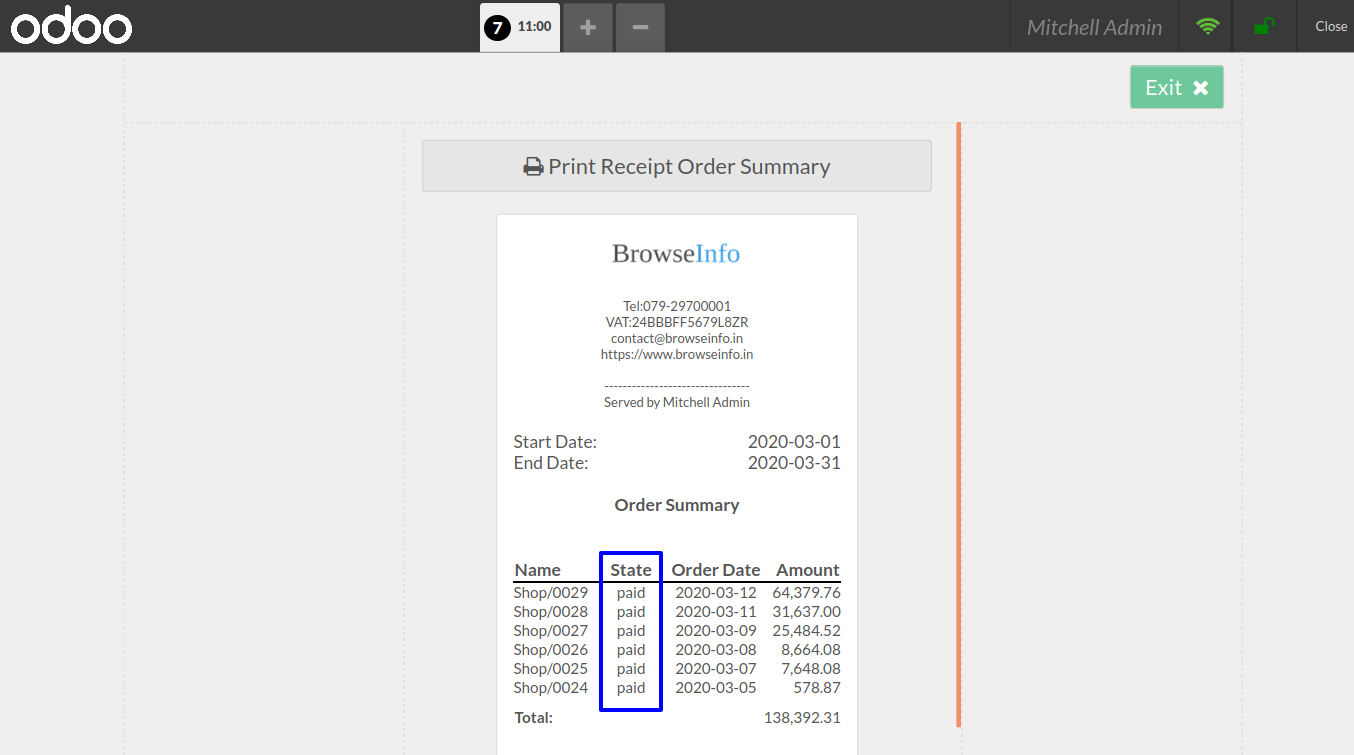 odoo
7 11:00
Mitchell Admin
Close
Exit
Print Receipt Order Summary
BrowseInfo
Tel:079-29700001
VAT:24BBBFF5679L8ZR
contact@browseinfo.in
https://www.browseinfo.in
--------------------------------
Served by Mitchell Admin
Start Date: 2020-03-01
End Date: 2020-03-31
Order Summary
Name State Order Date Amount
Shop/0029 paid 2020-03-12 64,379.76
Shop/0028 paid 2020-03-11 31,637.00
Shop/0027 paid 2020-03-09 25,484.52
Shop/0026 paid 2020-03-08 8,664.08
Shop/0025 paid 2020-03-07 7,648.08
Shop/0024 paid 2020-03-05 578.87
Total: 138,392.31